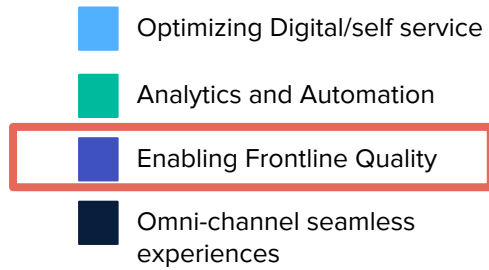 Optimizing Digital/self service
Analytics and Automation
Enabling Frontline Quality
Omni-channel seamless
experiences